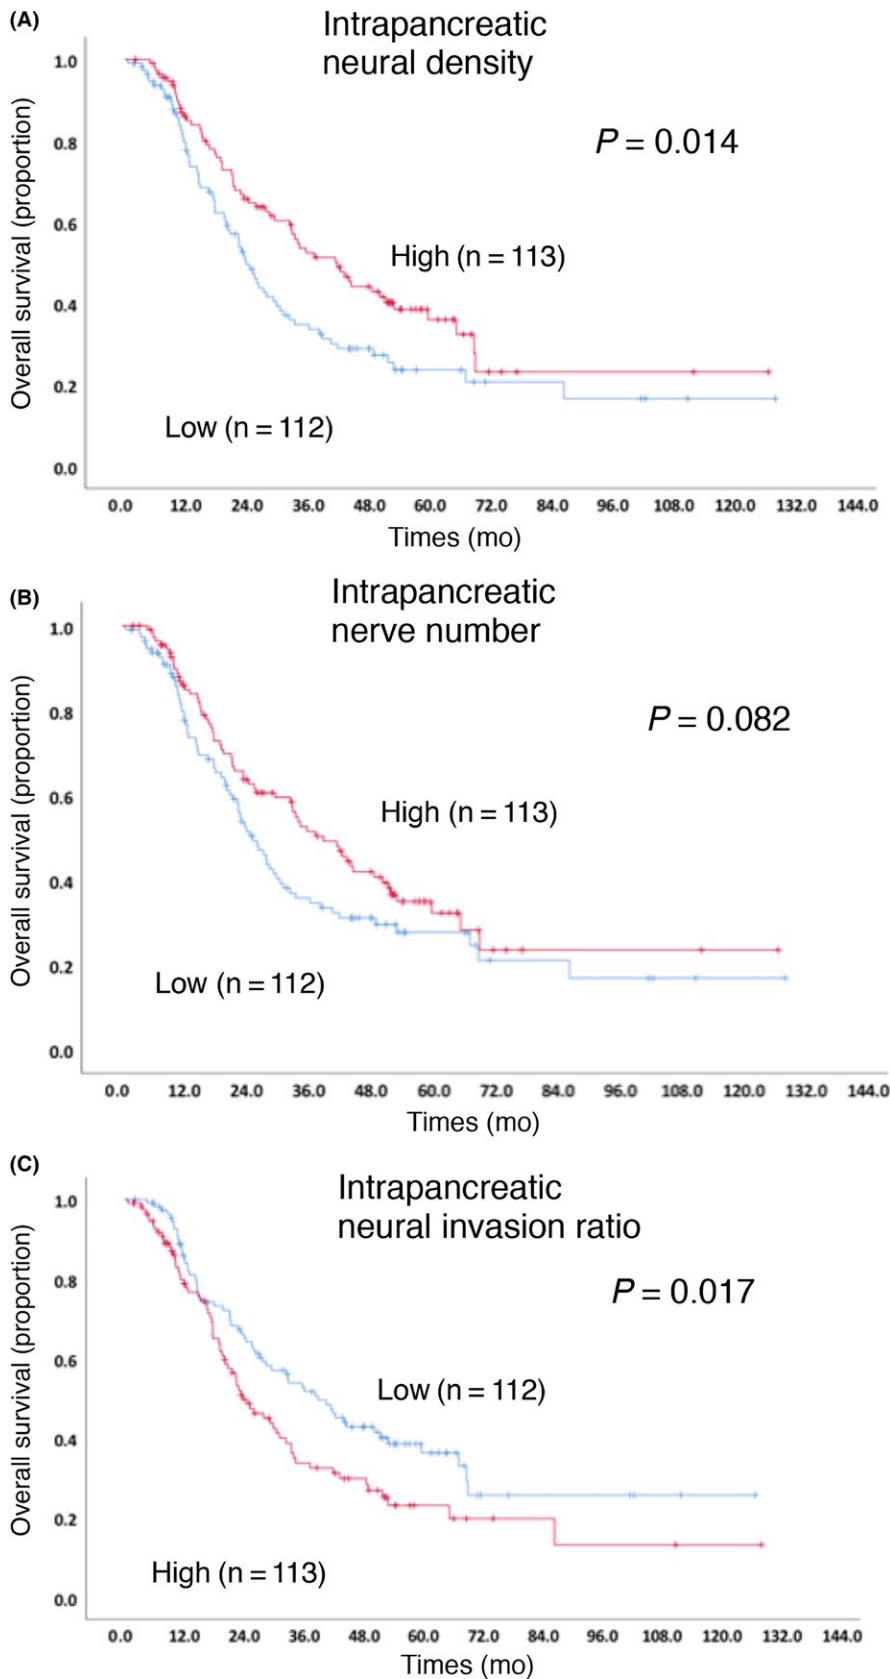 (A)
Intrapancreatic
neural density
P = 0.014
High (n = 113)
Low (n = 112)
Overall survival (proportion)
1.0
0.8
0.6
0.4
0.2
0.0
0.0 12.0 24.0 36.0 48.0 60.0 72.0 84.0 96.0 108.0 120.0 132.0 144.0
Times (mo)
(B)
Intrapancreatic
nerve number
P = 0.082
High (n = 113)
Low (n = 112)
Overall survival (proportion)
1.0
0.8
0.6
0.4
0.2
0.0
0.0 12.0 24.0 36.0 48.0 60.0 72.0 84.0 96.0 108.0 120.0 132.0 144.0
Times (mo)
(C)
Intrapancreatic
neural invasion ratio
P = 0.017
Low (n = 112)
High (n = 113)
Overall survival (proportion)
1.0
0.8
0.6
0.4
0.2
0.0
0.0 12.0 24.0 36.0 48.0 60.0 72.0 84.0 96.0 108.0 120.0 132.0 144.0
Times (mo)